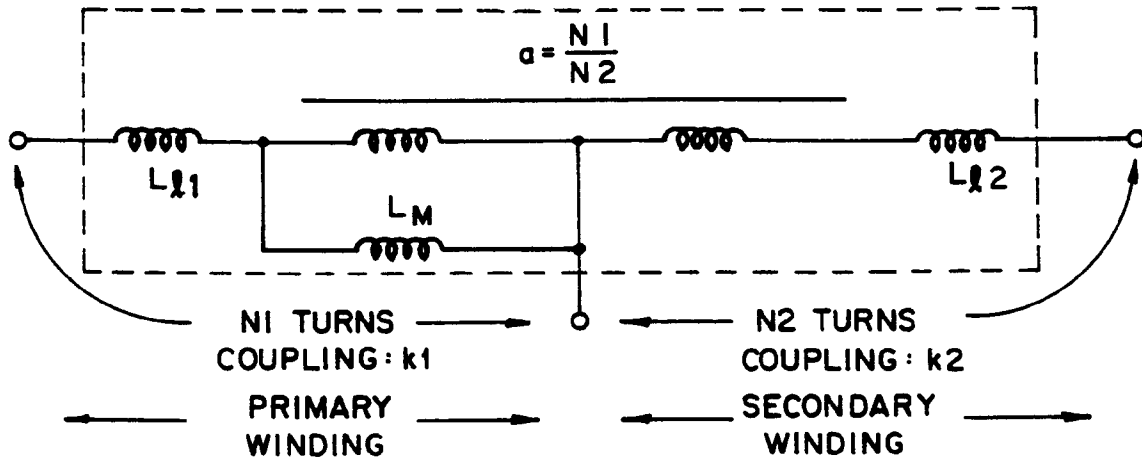 a = N1
N2
Lℓ1
Lℓ2
LM
N1 TURNS
COUPLING: k1
N2 TURNS
COUPLING: k2
PRIMARY
WINDING
SECONDARY
WINDING